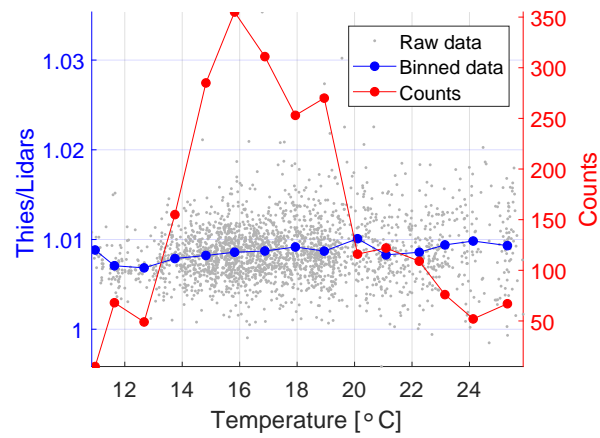 Thies/Lidars
1.03
1.02
1.01
1
Raw data
Binned data
Counts
350
300
250
200
150
100
50
Counts
12 14 16 18 20 22 24
Temperature [°C]